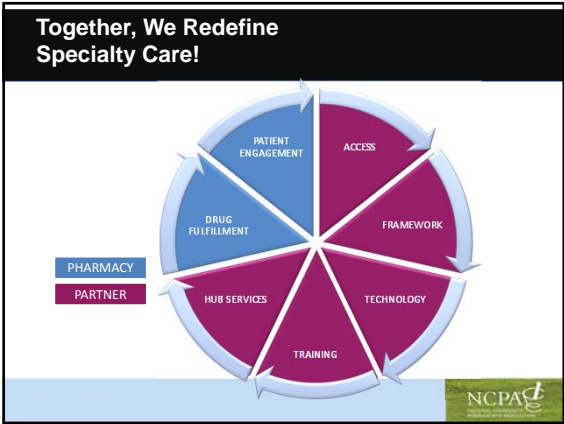 Together, We Redefine
Specialty Care!
PATIENT
ENGAGEMENT
ACCESS
DRUG
FULFILLMENT
FRAMEWORK
PHARMACY
PARTNER
HUB SERVICES
TECHNOLOGY
TRAINING
NCPA